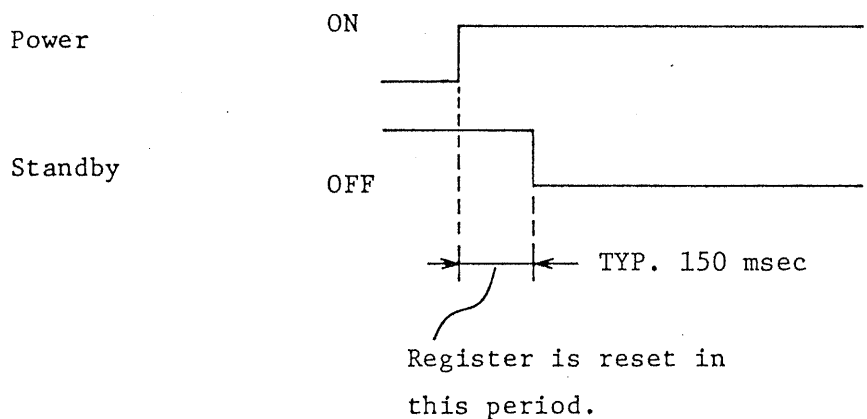 Power
ON
Standby
OFF
TYP. 150 msec
Register is reset in
this period.